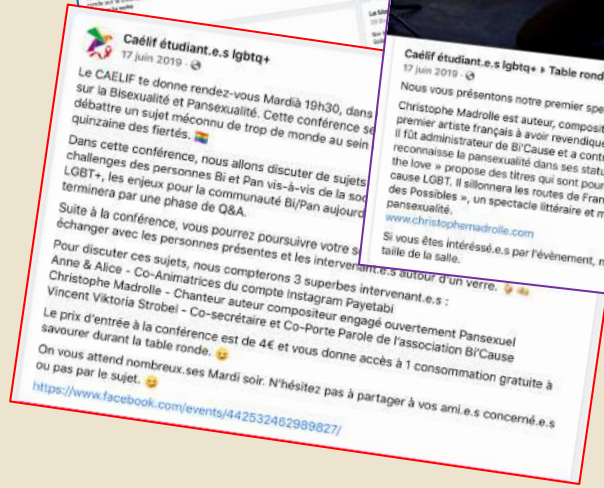 Caélif étudiant.e.s lgbtq+
17 juin 2019 ·
Le CAELIF te donne rendez-vous Mardià 19h30, dans
sur la Bisexualité et Pansexualité. Cette conférence se
débattre un sujet méconnu de trop de monde au sein
quinzaine des fiertés.
Dans cette conférence, nous allons discuter de sujets
challenges des personnes Bi et Pan vis-à-vis de la soc
LGBT+, les enjeux pour la communauté Bi/Pan aujourd
terminera par une phase de Q&A.
Suite à la conférence, vous pourrez poursuivre votre s
échanger avec les personnes présentes et les intervenant.e.s autour d'un verre.
Pour discuter ces sujets, nous compterons 3 superbes intervenant.e.s :
Anne & Alice - Co-Animatrices du compte Instagram Payetabi
Christophe Madrolle - Chanteur auteur compositeur engagé ouvertement Pansexuel
Vincent Viktoria Strobel - Co-secrétaire et Co-Porte Parole de l'association Bi'Cause
Le prix d'entrée à la conférence est de 4€ et vous donne accès à 1 consommation gratuite à
savourer durant la table ronde.
On vous attend nombreux.ses Mardi soir. N'hésitez pas à partager à vos ami.e.s concerné.e.s
ou pas par le sujet.
https://www.facebook.com/events/442532462989827/
Caélif étudiant.e.s lgbtq+ ▸ Table rond
17 juin 2019 ·
Nous vous présentons notre premier spe
Christophe Madrolle est auteur, composit
premier artiste français à avoir revendiqu
Il fût administrateur de Bi'Cause et a contr
reconnaisse la pansexualité dans ses statu
the love » propose des titres qui sont pour
cause LGBT. Il sillonnera les routes de Fran
des Possibles », un spectacle littéraire et m
pansexualité.
www.christophemadrolle.com
Si vous êtes intéréssé.e.s par l'évènement, m
taille de la salle.